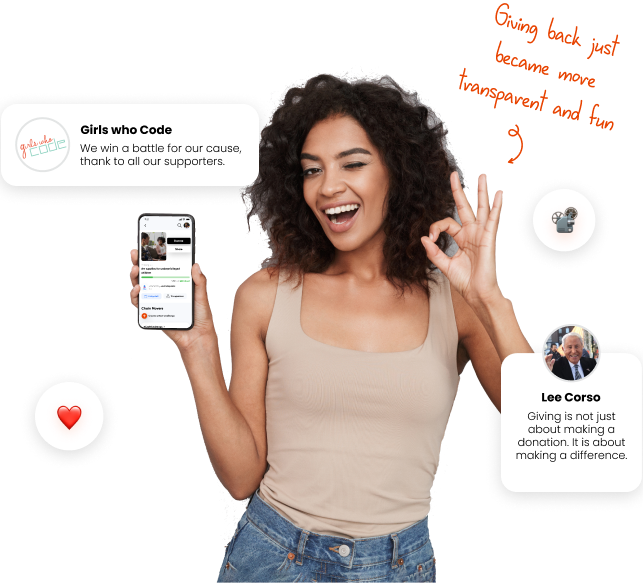 Giving back just
became more
transparent and fun
girls who
CODE
Girls who Code
We win a battle for our cause,
thank to all our supporters.
Chain Movers
Lee Corso
Giving is not just
about making a
donation. It is about
making a difference.